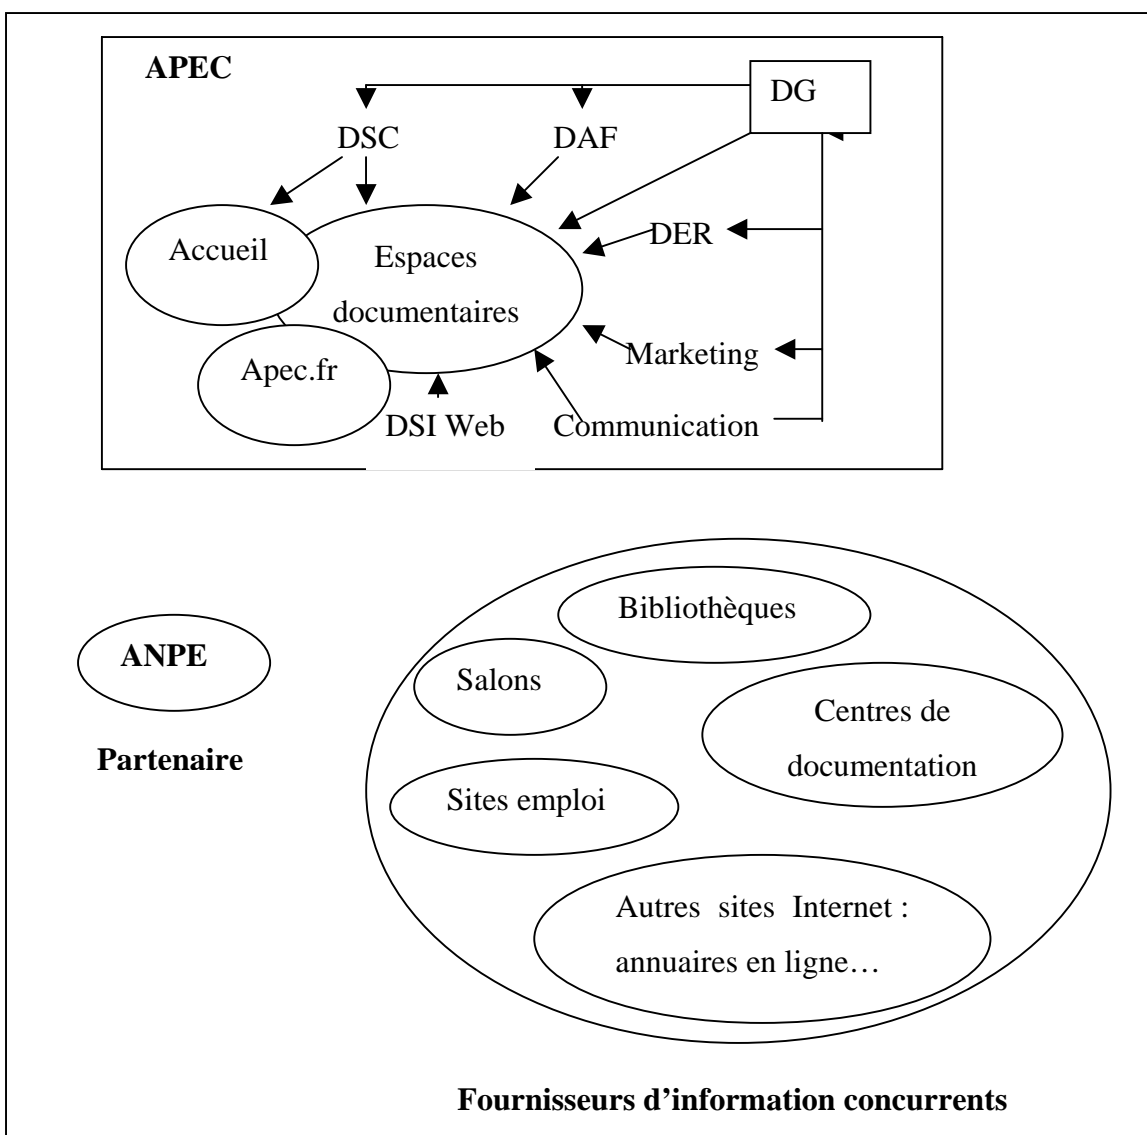 APEC
DG
DSC
DAF
Accueil
Espaces
documentaires
DER
Marketing
Apec.fr
DSI Web
Communication
Bibliothèques
ANPE
Salons
Centres de
documentation
Partenaire
Sites emploi
Autres sites Internet :
annuaires en ligne…
Fournisseurs d’information concurrents